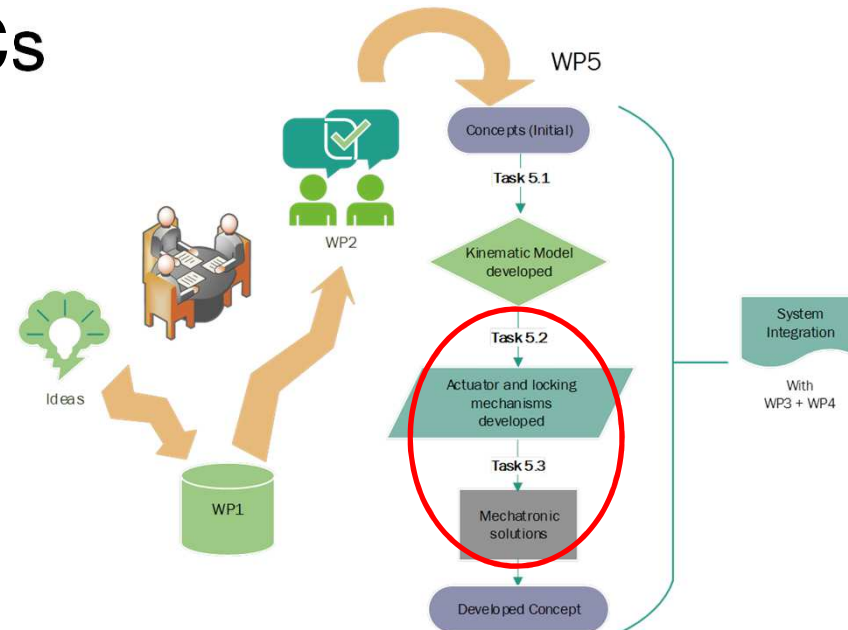 Cs
WP5
Concepts (Initial)
Task 5.1
WP2
Kinematic Model
developed
Ideas
Task 5.2
Actuator and locking
mechanisms
developed
System
Integration
With
WP3 + WP4
Task 5.3
WP1
Mechatronic
solutions
Developed Concept